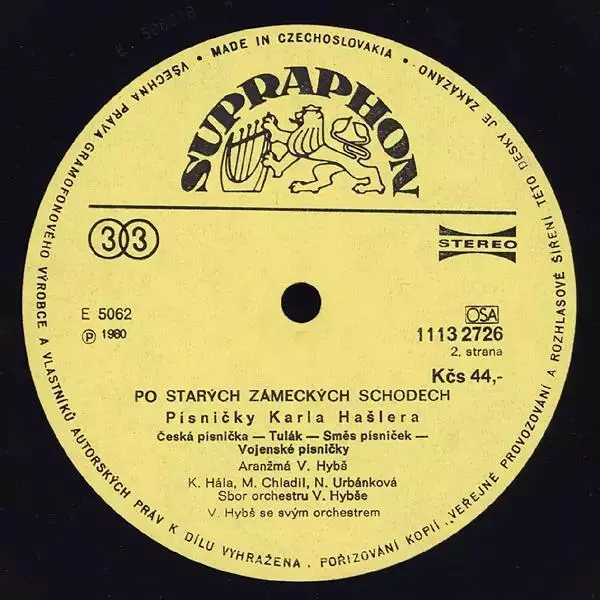 E 5062/B
• MADE IN CZECHOSLOVAKIA •
VŠECHNA PRÁVA GRAMOFONOVÉHO VÝROBCE A VLASTNÍKŮ AUTORSKÝCH PRÁV K DÍLU VYHRAŽENA. POŘIZOVÁNÍ KOPIÍ, VEŘEJNÉ PROVOZOVÁNÍ A ROZHLASOVÉ ŠÍŘENÍ TÉTO DESKY JE ZAKÁZÁNO
SUPRAPHON
33
STEREO
E 5062
Ⓟ 1980
OSA
1113 2726
2. strana
Kčs 44,-
PO STARÝCH ZÁMECKÝCH SCHODECH
Písničky Karla Hašlera
Česká písnička — Tulák — Směs písniček —
Vojenské písničky
Aranžmá V. Hybš
K. Hála, M. Chladil, N. Urbánková
Sbor orchestru V. Hybše
V. Hybš se svým orchestrem